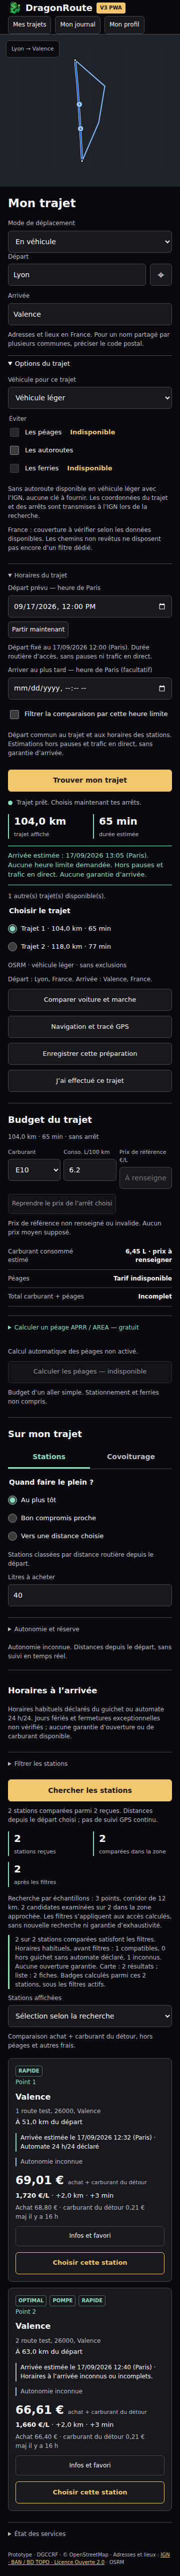 DragonRoute V3 PWA
Mes trajets Mon journal Mon profil
Lyon → Valence
Mon trajet
Mode de déplacement
En véhicule
Départ
Lyon
Arrivée
Valence
Adresses et lieux en France. Pour un nom partagé par
plusieurs communes, préciser le code postal.
▼ Options du trajet
Véhicule pour ce trajet
Véhicule léger
Éviter
Les péages Indisponible
Les autoroutes
Les ferries Indisponible
Sans autoroute disponible en véhicule léger avec
l'IGN, aucune clé à fournir. Les coordonnées du trajet
et des arrêts sont transmises à l'IGN lors de la
recherche.
France : couverture à vérifier selon les données
disponibles. Les chemins non revêtus ne disposent
pas encore d'un filtre dédié.
▼ Horaires du trajet
Départ prévu — heure de Paris
09/17/2026, 12:00 PM
Partir maintenant
Départ fixé au 17/09/2026 12:00 (Paris). Durée
routière d'accès, sans pauses ni trafic en direct.
Arriver au plus tard — heure de Paris (facultatif)
mm/dd/yyyy, --:-- --
Filtrer la comparaison par cette heure limite
Départ commun au trajet et aux horaires des stations.
Estimations hors pauses et trafic en direct, sans
garantie d'arrivée.
Trouver mon trajet
Trajet prêt. Choisis maintenant tes arrêts.
104,0 km
trajet affiché
65 min
durée estimée
Arrivée estimée : 17/09/2026 13:05 (Paris).
Aucune heure limite demandée. Hors pauses et
trafic en direct. Aucune garantie d'arrivée.
1 autre(s) trajet(s) disponible(s).
Choisir le trajet
Trajet 1 · 104,0 km · 65 min
Trajet 2 · 118,0 km · 77 min
OSRM · véhicule léger · sans exclusions
Départ : Lyon, France. Arrivée : Valence, France.
Comparer voiture et marche
Navigation et tracé GPS
Enregistrer cette préparation
J'ai effectué ce trajet
Budget du trajet
104,0 km · 65 min · sans arrêt
Carburant
E10
Conso. L/100 km
6.2
Prix de référence
€/L
À renseigne
Reprendre le prix de l'arrêt choisi
Prix de référence non renseigné ou invalide. Aucun
prix moyen supposé.
Carburant consommé
estimé
6,45 L · prix à
renseigner
Péages Tarif indisponible
Total carburant + péages Incomplet
▶ Calculer un péage APRR / AREA — gratuit
Calcul automatique des péages non activé.
Calculer les péages — indisponible
Budget d'un aller simple. Stationnement et ferries
non compris.
Sur mon trajet
Stations Covoiturage
Quand faire le plein ?
Au plus tôt
Bon compromis proche
Vers une distance choisie
Stations classées par distance routière depuis le
départ.
Litres à acheter
40
▶ Autonomie et réserve
Autonomie inconnue. Distances depuis le départ, sans
suivi en temps réel.
Horaires à l'arrivée
Horaires habituels déclarés du guichet ou automate
24 h/24. Jours fériés et fermetures exceptionnelles
non vérifiés ; aucune garantie d'ouverture ou de
carburant disponible.
▶ Filtrer les stations
Chercher les stations
2 stations comparées parmi 2 reçues. Distances
depuis le départ choisi ; pas de suivi GPS continu.
2
stations reçues
2
comparées dans la zone
2
après les filtres
Recherche par échantillons : 3 points, corridor de 12
km. 2 candidates examinées sur 2 dans la zone
approchée. Les filtres s'appliquent aux accès calculés,
sans nouvelle recherche ni garantie d'exhaustivité.
2 sur 2 stations comparées satisfont les filtres.
Horaires habituels, avant filtres : 1 compatibles, 0
hors guichet sans automate déclaré, 1 inconnues.
Aucune ouverture garantie. Carte : 2 résultats ;
liste : 2 fiches. Badges calculés parmi ces 2
stations, sous les filtres actifs.
Stations affichées
Sélection selon la recherche
Comparaison achat + carburant du détour, hors
péages et autres frais.
RAPIDE
Point 1
Valence
1 route test, 26000, Valence
À 51,0 km du départ
Arrivée estimée le 17/09/2026 12:32 (Paris) ·
Automate 24 h/24 déclaré
Autonomie inconnue
69,01 € achat + carburant du détour
1,720 €/L · +2,0 km · +3 min
Achat 68,80 € · carburant du détour 0,21 €
maj il y a 16 h
Infos et favori
Choisir cette station
OPTIMAL POMPE RAPIDE
Point 2
Valence
2 route test, 26000, Valence
À 63,0 km du départ
Arrivée estimée le 17/09/2026 12:40 (Paris) ·
Horaires à l'arrivée inconnus ou incomplets.
Autonomie inconnue
66,61 € achat + carburant du détour
1,660 €/L · +2,0 km · +3 min
Achat 66,40 € · carburant du détour 0,21 €
maj il y a 16 h
Infos et favori
Choisir cette station
▶ État des services
Prototype · DGCCRF · © OpenStreetMap · Adresses et lieux : IGN
· BAN / BD TOPO · Licence Ouverte 2.0 · OSRM